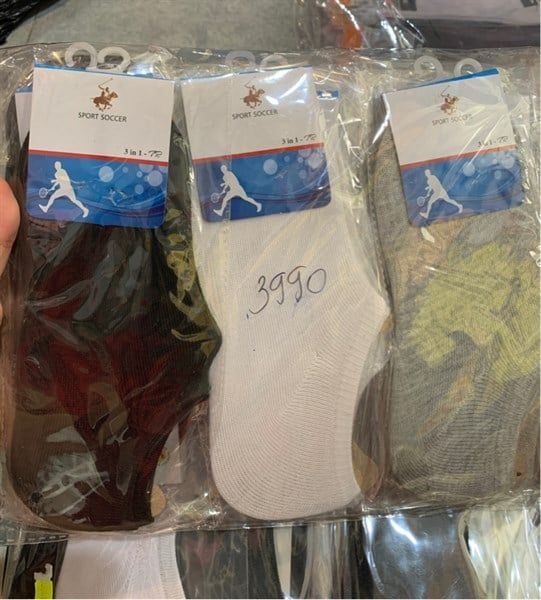 SPORT SOCCER
3 in 1 -
SPORT SOCCER
3 in 1 -
SPORT SOCCER
3 in 1 -
3990